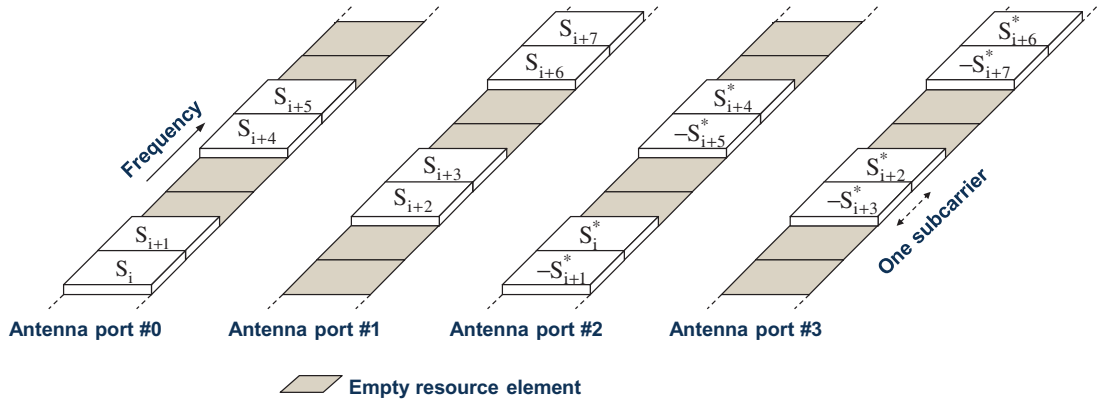 S_{i+7}
S_{i+6}
S_{i+5}
S_{i+4}
S_{i+3}
S_{i+2}
S_{i+1}
S_i
S^*_{i+6}
−S^*_{i+7}
S^*_{i+4}
−S^*_{i+5}
S^*_{i+2}
−S^*_{i+3}
S^*_i
−S^*_{i+1}
Frequency
One subcarrier
Antenna port #0
Antenna port #1
Antenna port #2
Antenna port #3
Empty resource element